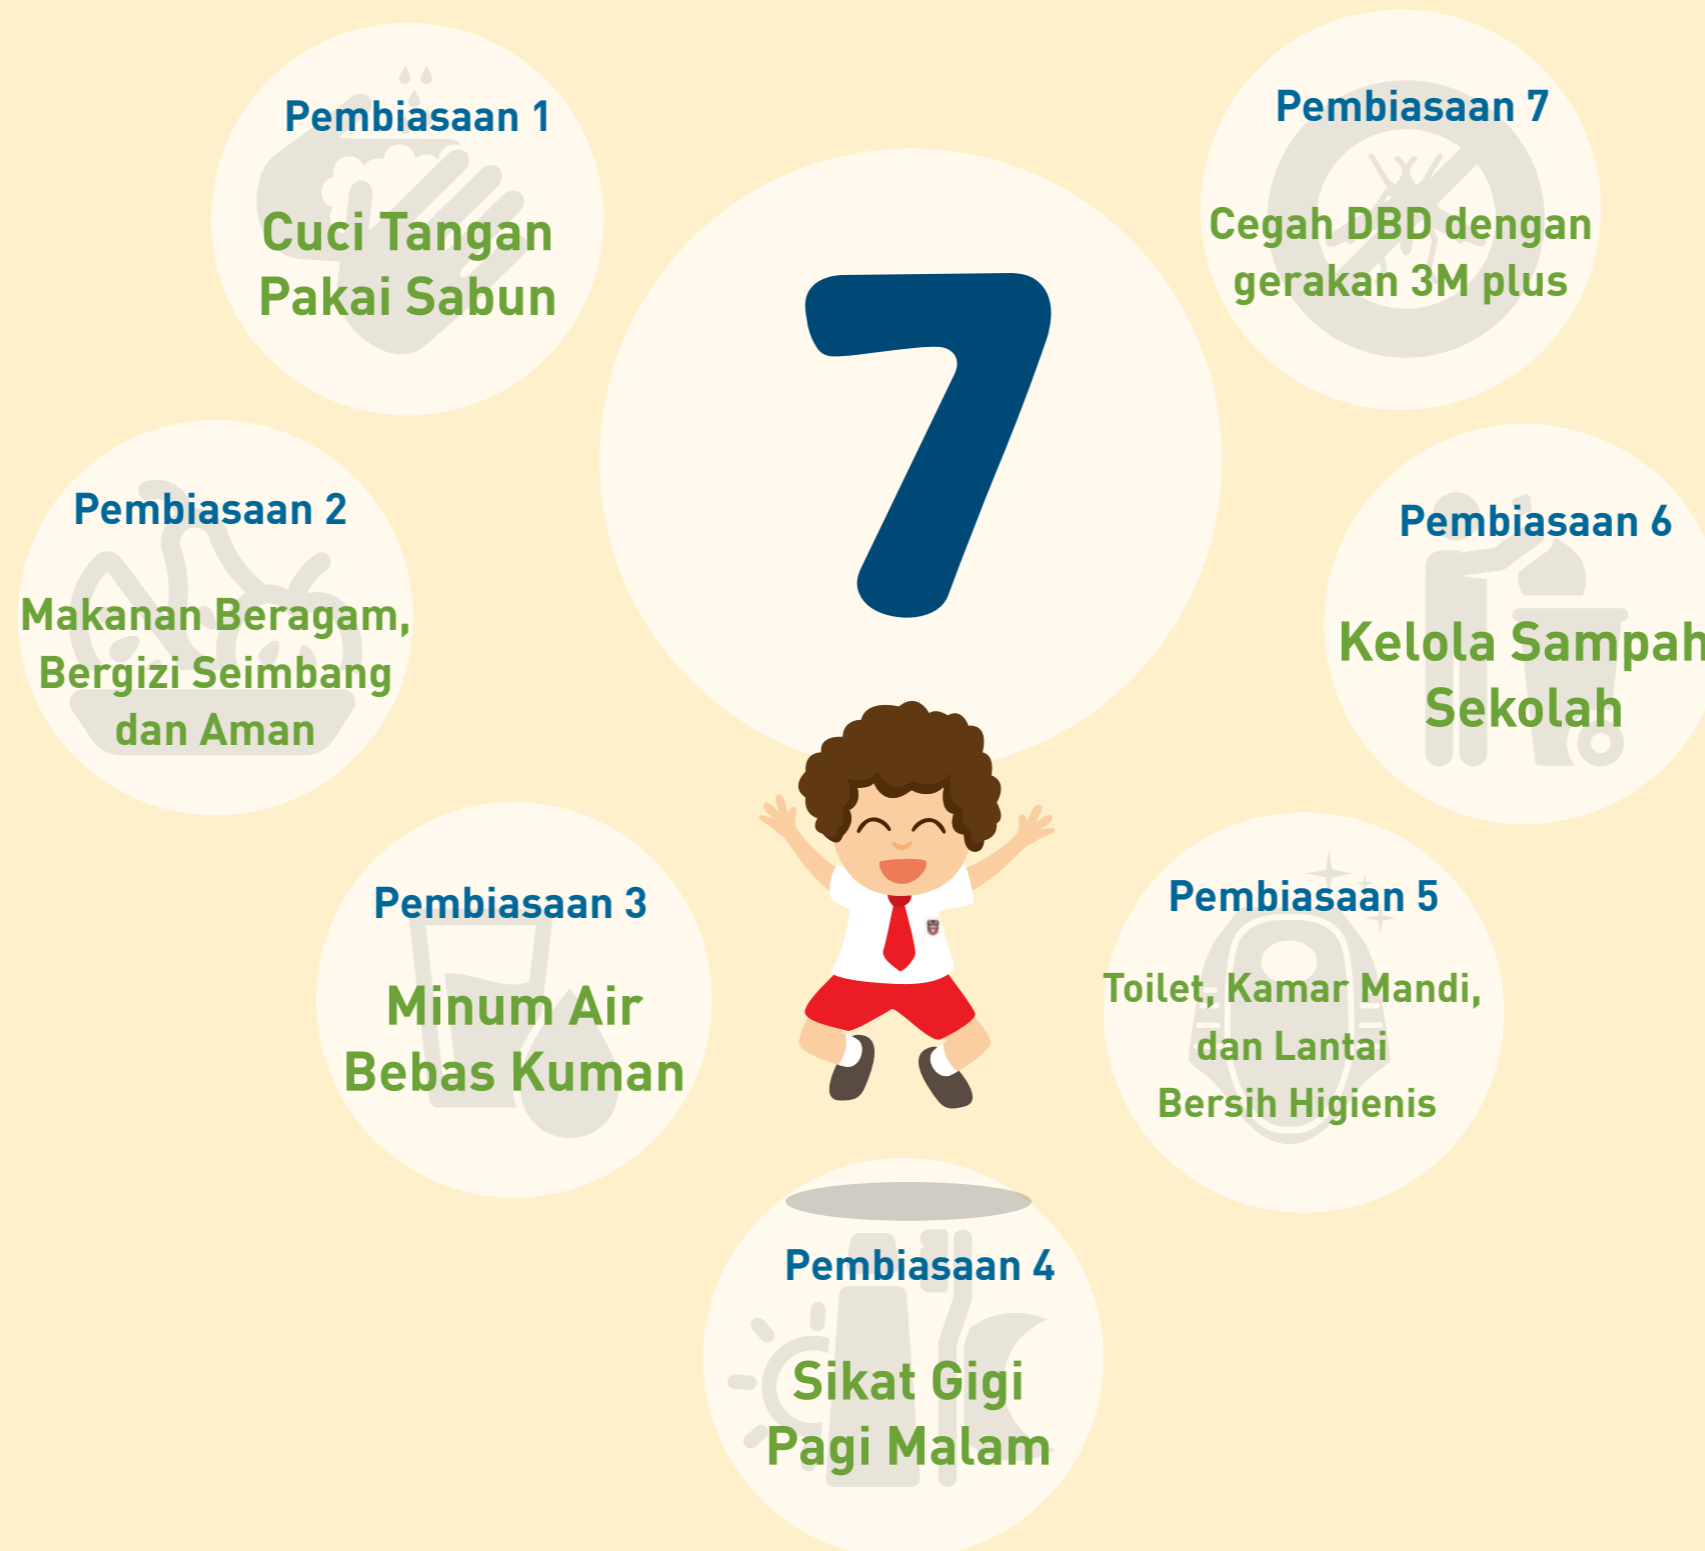 Pembiasaan 1
Cuci Tangan
Pakai Sabun
Pembiasaan 2
Makanan Beragam,
Bergizi Seimbang
dan Aman
Pembiasaan 3
Minum Air
Bebas Kuman
Pembiasaan 4
Sikat Gigi
Pagi Malam
Pembiasaan 5
Toilet, Kamar Mandi,
dan Lantai
Bersih Higienis
Pembiasaan 6
Kelola Sampah
Sekolah
Pembiasaan 7
Cegah DBD dengan
gerakan 3M plus
7